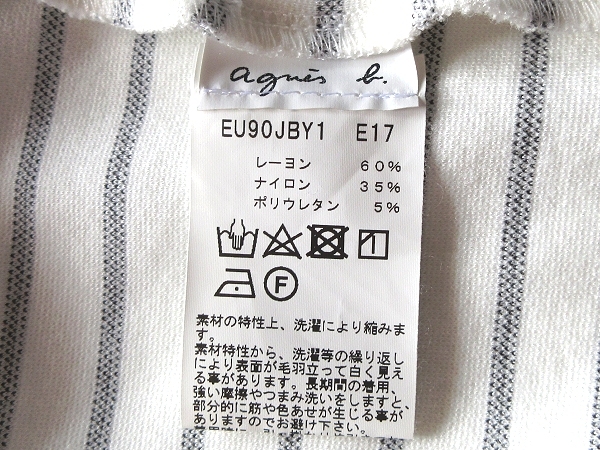 agnès b.
EU90JBY1 E17
レーヨン 60%
ナイロン 35%
ポリウレタン 5%
F
素材の特性上、洗濯により縮みま
す。
素材特性から、洗濯等の繰り返し
により表面が毛羽立って白く見え
る事があります。長期間の着用、
強い摩擦やつまみ洗いをしますと、
部分的に筋や色あせが生じる事が
ありますのでお避け下さい。